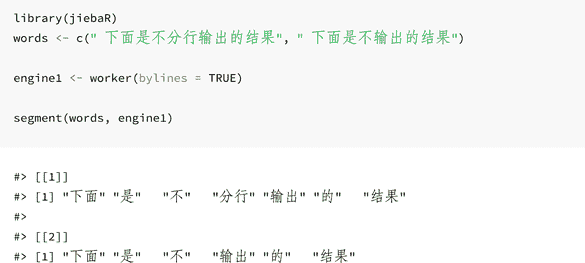 library(jiebaR)
words <- c(" 下面是不分行输出的结果", " 下面是不输出的结果")
engine1 <- worker(bylines = TRUE)
segment(words, engine1)
#> [[1]]
#> [1] "下面" "是" "不" "分行" "输出" "的" "结果"
#>
#> [[2]]
#> [1] "下面" "是" "不" "输出" "的" "结果"